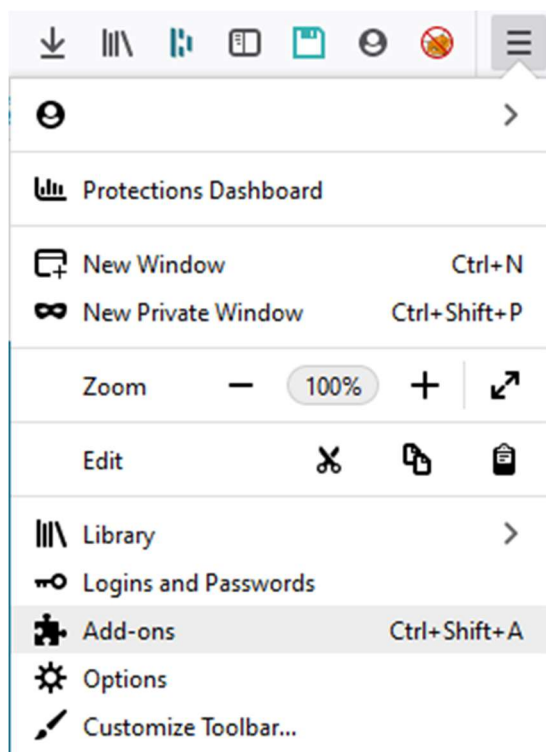 Protections Dashboard
New Window Ctrl+N
New Private Window Ctrl+Shift+P
Zoom 100%
Edit
Library
Logins and Passwords
Add-ons Ctrl+Shift+A
Options
Customize Toolbar...